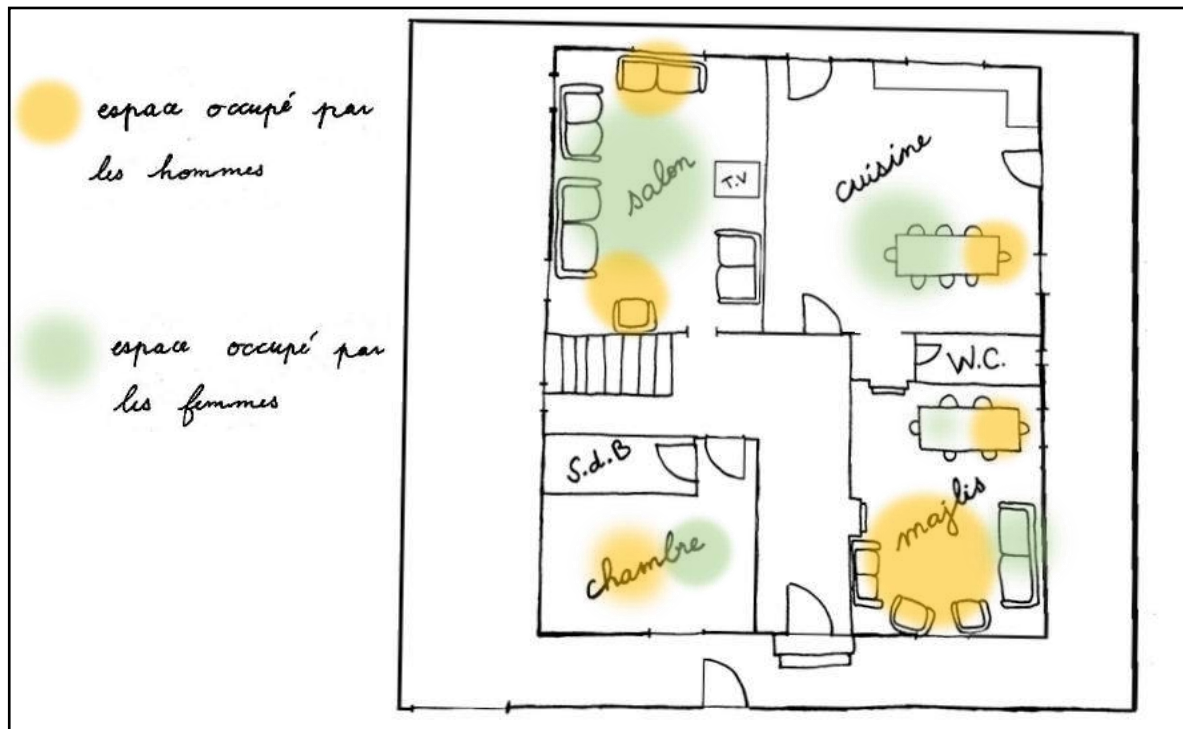 espace occupé par
les hommes
espace occupé par
les femmes
salon
T.V
cuisine
W.C.
S.d.B
majlis
chambre